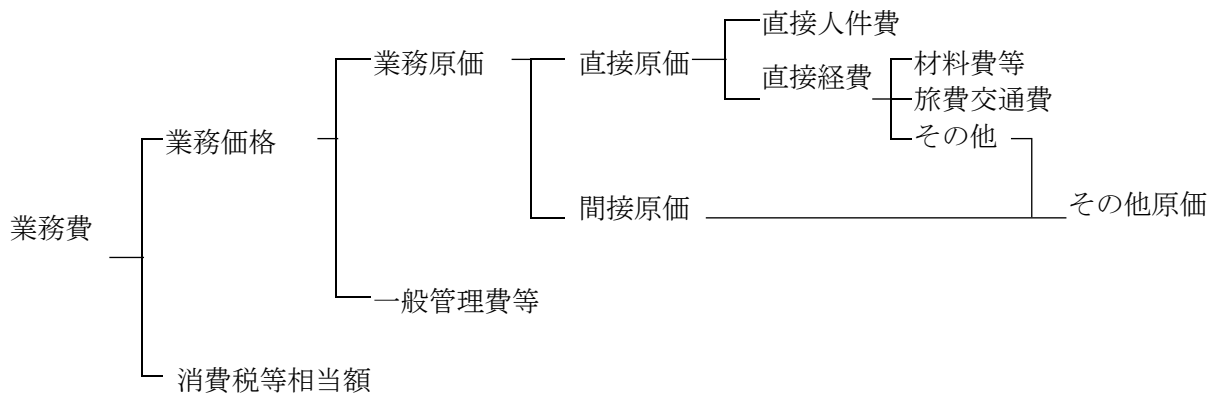 直接人件費
業務原価
直接原価
直接経費
材料費等
旅費交通費
その他
業務価格
間接原価
その他原価
業務費
一般管理費等
消費税等相当額